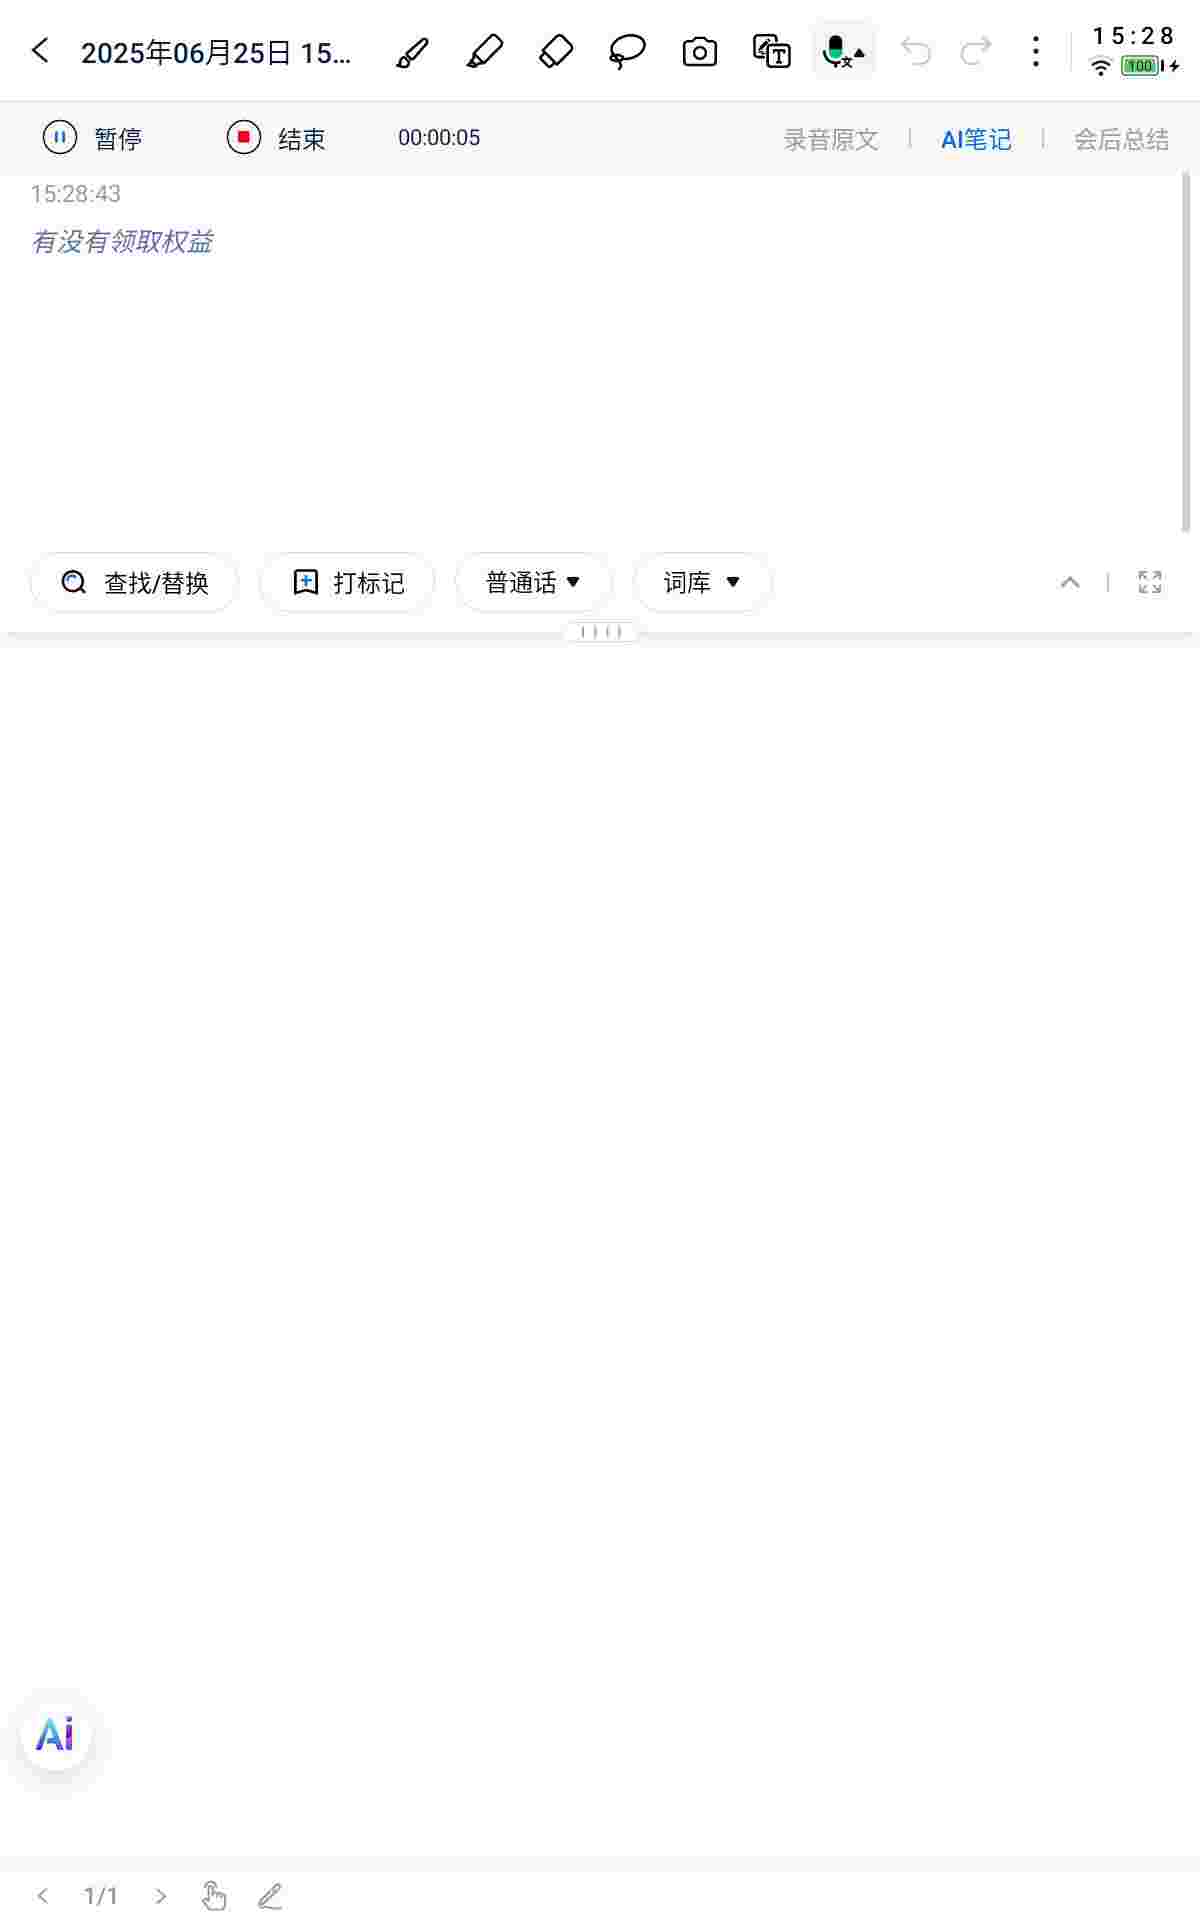 2025年06月25日 15...
15:28
100
暂停
结束
00:00:05
录音原文
AI笔记
会后总结
15:28:43
有没有领取权益
查找/替换
打标记
普通话
词库
Ai
1/1